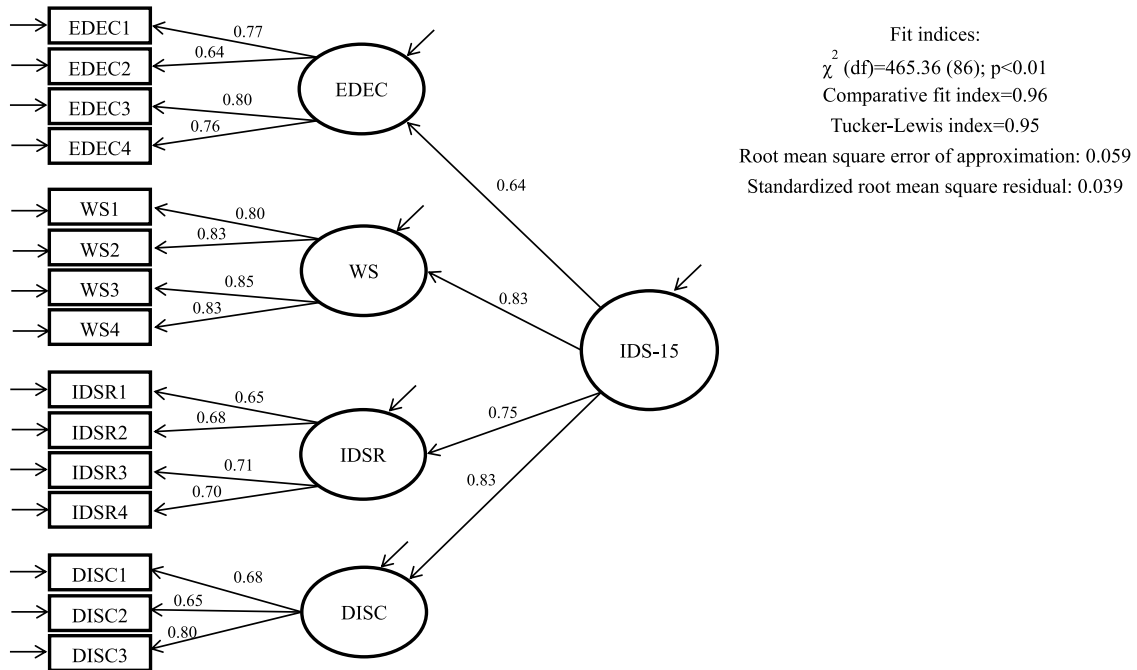 EDEC1
EDEC2
EDEC3
EDEC4
0.77
0.64
0.80
0.76
EDEC
WS1
WS2
WS3
WS4
0.80
0.83
0.85
0.83
WS
IDSR1
IDSR2
IDSR3
IDSR4
0.65
0.68
0.71
0.70
IDSR
DISC1
DISC2
DISC3
0.68
0.65
0.80
DISC
0.64
0.83
0.75
0.83
IDS-15
Fit indices:
χ² (df)=465.36 (86); p<0.01
Comparative fit index=0.96
Tucker-Lewis index=0.95
Root mean square error of approximation: 0.059
Standardized root mean square residual: 0.039